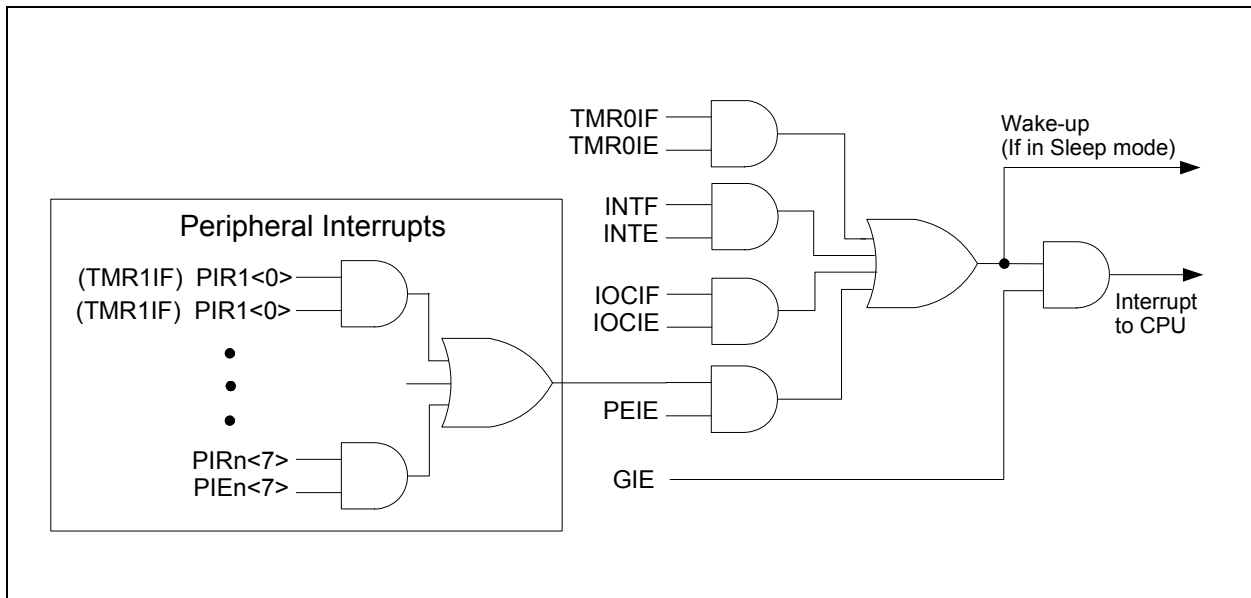 TMR0IF
TMR0IE
Wake-up
(If in Sleep mode)
INTF
INTE
Peripheral Interrupts
(TMR1IF) PIR1<0>
(TMR1IF) PIR1<0>
IOCIF
IOCIE
Interrupt
to CPU
PEIE
PIRn<7>
PIEn<7>
GIE